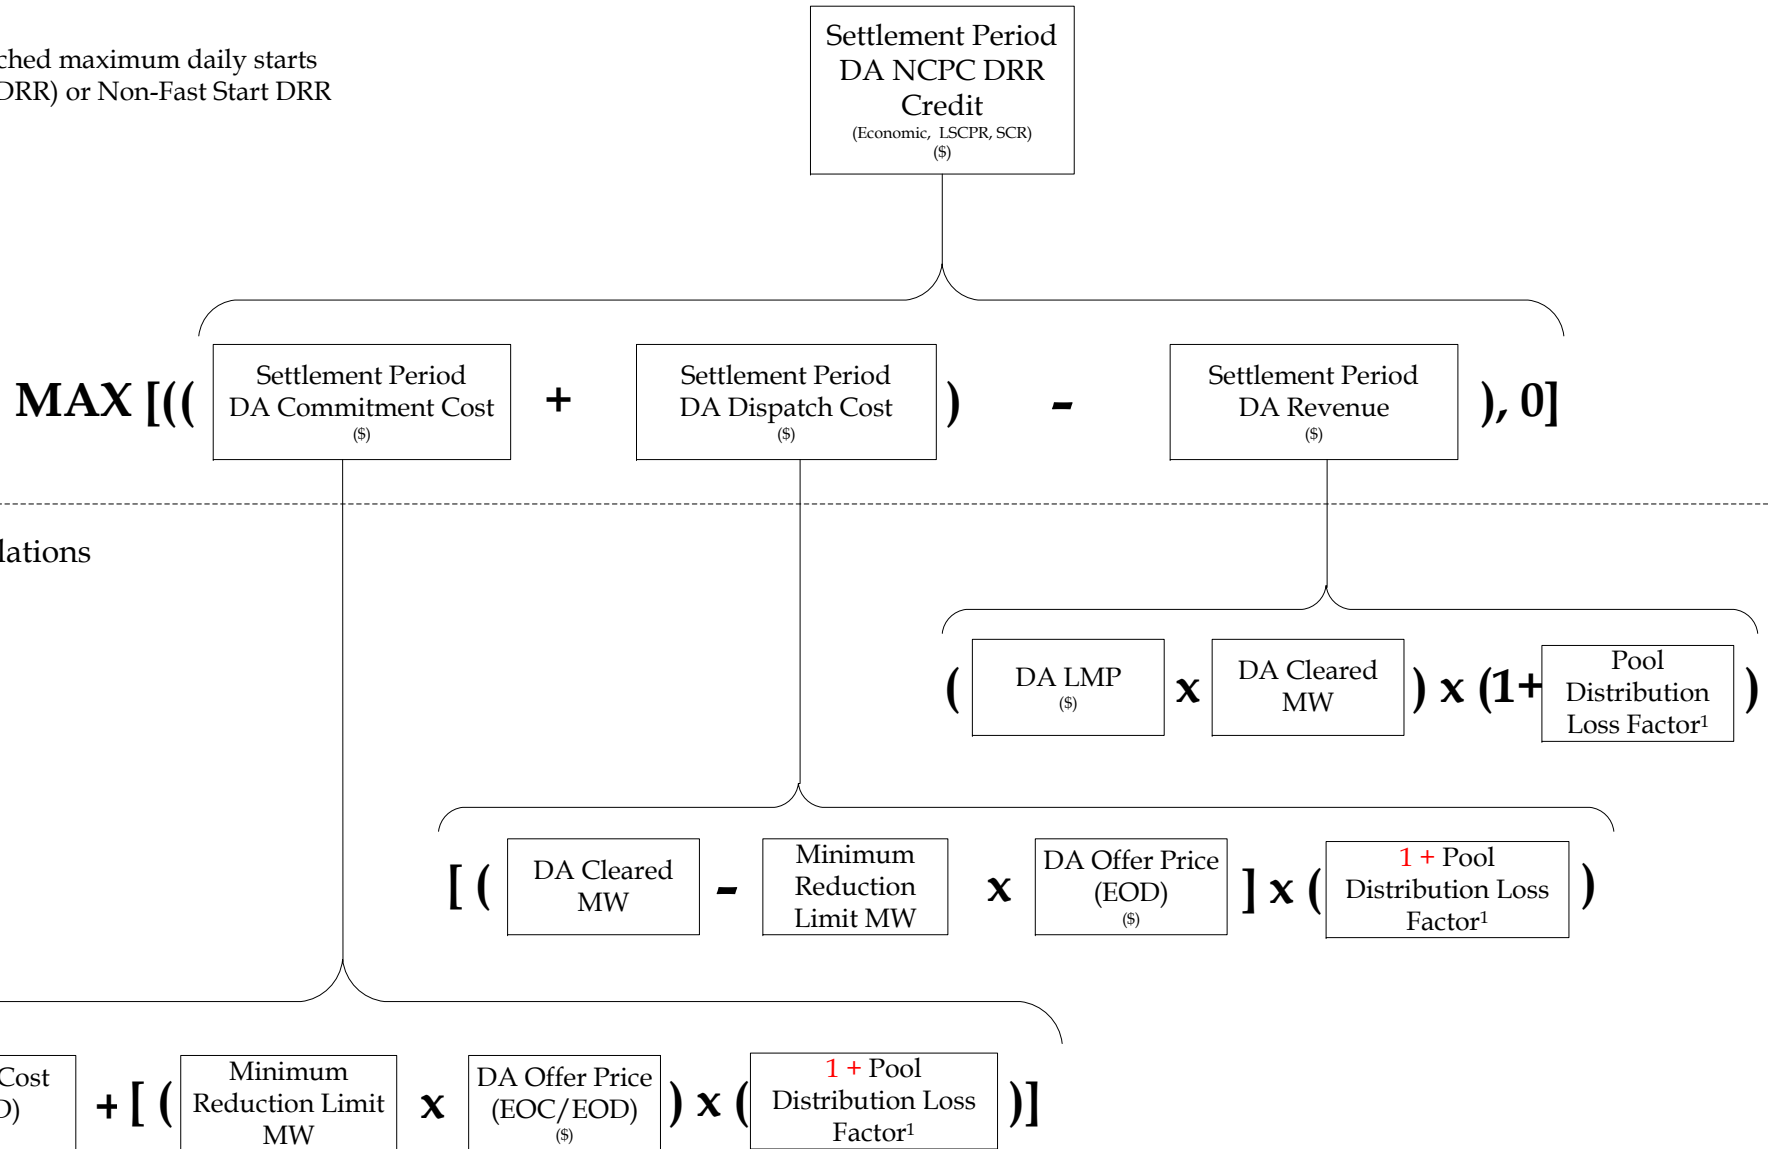 ched maximum daily starts
DRR) or Non-Fast Start DRR
Settlement Period
DA NCPC DRR
Credit
(Economic, LSCPR, SCR)
($)
MAX [((
Settlement Period
DA Commitment Cost
($)
+
Settlement Period
DA Dispatch Cost
($)
)
-
Settlement Period
DA Revenue
($)
), 0]
lations
(
DA LMP
($)
x
DA Cleared
MW
) x (1+
Pool
Distribution
Loss Factor¹
)
[ (
DA Cleared
MW
-
Minimum
Reduction
Limit MW
x
DA Offer Price
(EOD)
($)
] x (
1 + Pool
Distribution Loss
Factor¹
)
Cost
D)
+ [ (
Minimum
Reduction Limit
MW
x
DA Offer Price
(EOC/EOD)
($)
) x (
1 + Pool
Distribution Loss
Factor¹
)]